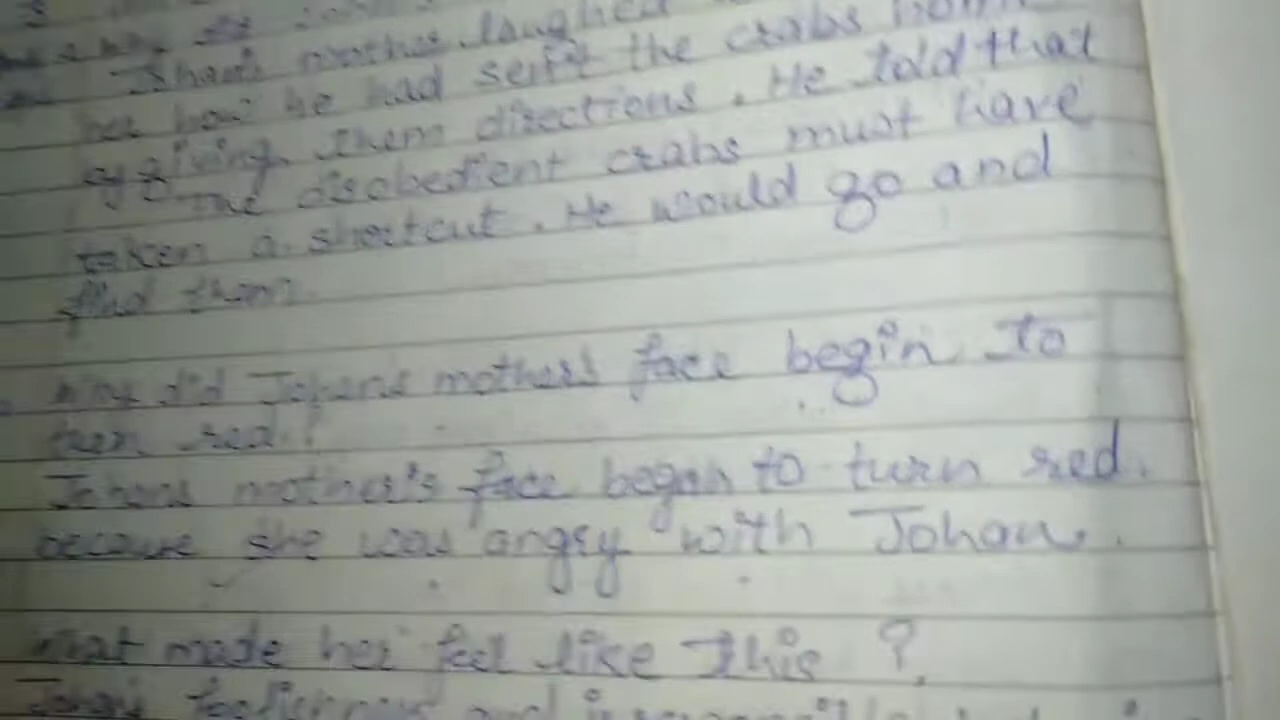 mother laughed
her how he had sent the crabs home
by giving them directions. He told that
The disobedient crabs must have
taken a shortcut. He would go and
find them.
Why did Johan's mother's face begin to
turn red?
Johans mother's face began to turn red.
because she was angry with Johan.
What made her feel like this?
Johan's foolishness and